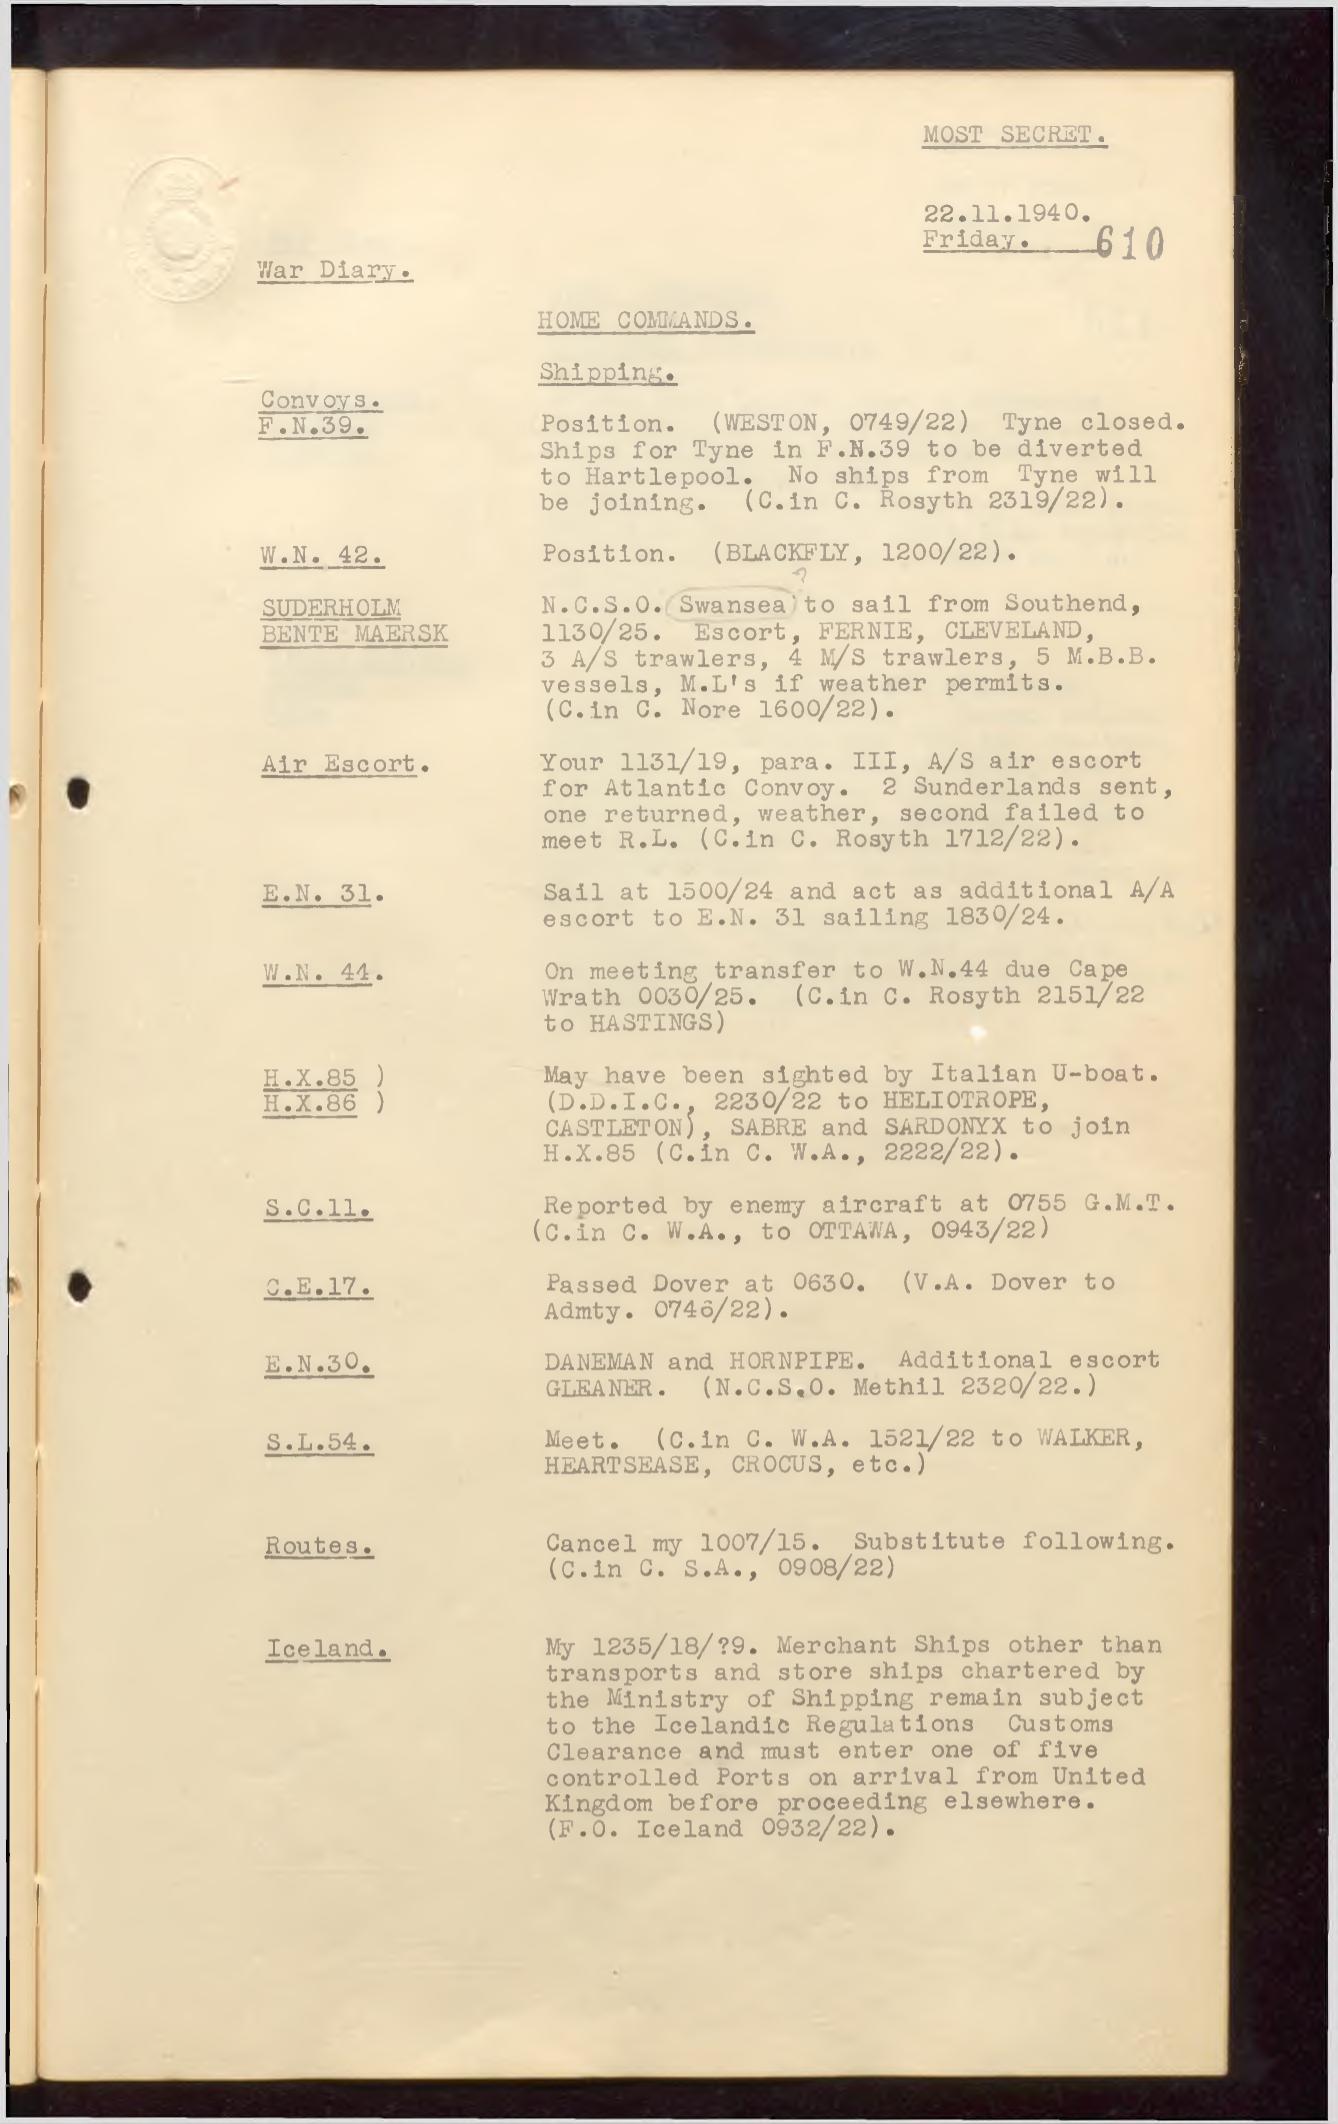 MOST SECRET.
22.11.1940.
Friday. 610
War Diary.
HOME COMMANDS.
Shipping.
Convoys.
F.N.39.
Position. (WESTON, 0749/22) Tyne closed.
Ships for Tyne in F.N.39 to be diverted
to Hartlepool. No ships from Tyne will
be joining. (C.in C. Rosyth 2319/22).
W.N. 42.
Position. (BLACKFLY, 1200/22).
?
SUDERHOLM
BENTE MAERSK
N.C.S.O. Swansea to sail from Southend,
1130/25. Escort, FERNIE, CLEVELAND,
3 A/S trawlers, 4 M/S trawlers, 5 M.B.B.
vessels, M.L's if weather permits.
(C.in C. Nore 1600/22).
Air Escort.
Your 1131/19, para. III, A/S air escort
for Atlantic Convoy. 2 Sunderlands sent,
one returned, weather, second failed to
meet R.L. (C.in C. Rosyth 1712/22).
E.N. 31.
Sail at 1500/24 and act as additional A/A
escort to E.N. 31 sailing 1830/24.
W.N. 44.
On meeting transfer to W.N.44 due Cape
Wrath 0030/25. (C.in C. Rosyth 2151/22
to HASTINGS)
H.X.85 )
H.X.86 )
May have been sighted by Italian U-boat.
(D.D.I.C., 2230/22 to HELIOTROPE,
CASTLETON), SABRE and SARDONYX to join
H.X.85 (C.in C. W.A., 2222/22).
S.C.11.
Reported by enemy aircraft at 0755 G.M.T.
(C.in C. W.A., to OTTAWA, 0943/22)
C.E.17.
Passed Dover at 0630. (V.A. Dover to
Admty. 0746/22).
E.N.30.
DANEMAN and HORNPIPE. Additional escort
GLEANER. (N.C.S.O. Methil 2320/22.)
S.L.54.
Meet. (C.in C. W.A. 1521/22 to WALKER,
HEARTSEASE, CROCUS, etc.)
Routes.
Cancel my 1007/15. Substitute following.
(C.in C. S.A., 0908/22)
Iceland.
My 1235/18/?9. Merchant Ships other than
transports and store ships chartered by
the Ministry of Shipping remain subject
to the Icelandic Regulations Customs
Clearance and must enter one of five
controlled Ports on arrival from United
Kingdom before proceeding elsewhere.
(F.O. Iceland 0932/22).